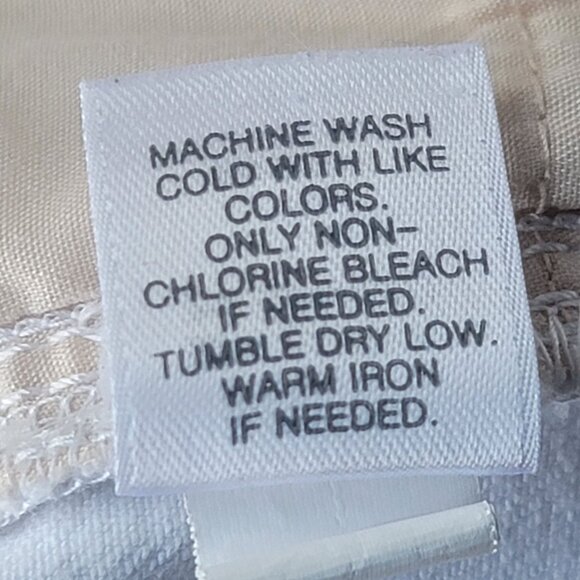 MACHINE WASH
COLD WITH LIKE
COLORS.
ONLY NON-
CHLORINE BLEACH
IF NEEDED.
TUMBLE DRY LOW.
WARM IRON
IF NEEDED.